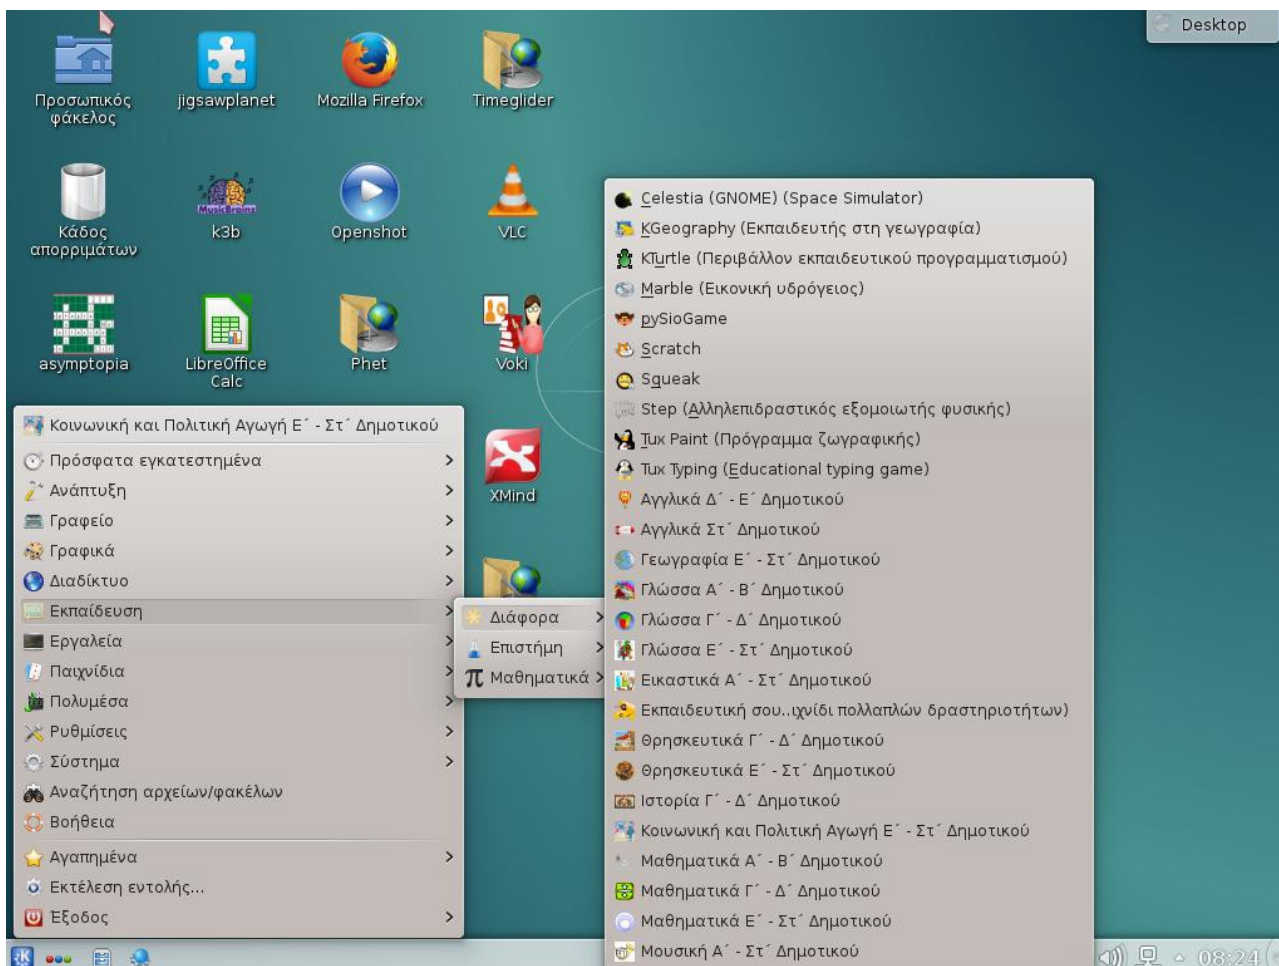 Desktop
Προσωπικός
φάκελος
jigsawplanet
Mozilla Firefox
Timeglider
Κάδος
απορριμάτων
MusicBrainz
k3b
Openshot
VLC
asymptopia
LibreOffice
Calc
Phet
Voki
XMind
Κοινωνική και Πολιτική Αγωγή Ε΄ - Στ΄ Δημοτικού
Πρόσφατα εγκατεστημένα
Ανάπτυξη
Γραφείο
Γραφικά
Διαδίκτυο
Εκπαίδευση
Εργαλεία
Παιχνίδια
Πολυμέσα
Ρυθμίσεις
Σύστημα
Αναζήτηση αρχείων/φακέλων
Βοήθεια
Αγαπημένα
Εκτέλεση εντολής...
Έξοδος
Διάφορα
Επιστήμη
Μαθηματικά
Celestia (GNOME) (Space Simulator)
KGeography (Εκπαιδευτής στη γεωγραφία)
KTurtle (Περιβάλλον εκπαιδευτικού προγραμματισμού)
Marble (Εικονική υδρόγειος)
pySioGame
Scratch
Squeak
Step (Αλληλεπιδραστικός εξομοιωτής φυσικής)
Tux Paint (Πρόγραμμα ζωγραφικής)
Tux Typing (Educational typing game)
Αγγλικά Δ΄ - Ε΄ Δημοτικού
Αγγλικά Στ΄ Δημοτικού
Γεωγραφία Ε΄ - Στ΄ Δημοτικού
Γλώσσα Α΄ - Β΄ Δημοτικού
Γλώσσα Γ΄ - Δ΄ Δημοτικού
Γλώσσα Ε΄ - Στ΄ Δημοτικού
Εικαστικά Α΄ - Στ΄ Δημοτικού
Εκπαιδευτική σου..ιχνίδι πολλαπλών δραστηριοτήτων)
Θρησκευτικά Γ΄ - Δ΄ Δημοτικού
Θρησκευτικά Ε΄ - Στ΄ Δημοτικού
Ιστορία Γ΄ - Δ΄ Δημοτικού
Κοινωνική και Πολιτική Αγωγή Ε΄ - Στ΄ Δημοτικού
Μαθηματικά Α΄ - Β΄ Δημοτικού
Μαθηματικά Γ΄ - Δ΄ Δημοτικού
Μαθηματικά Ε΄ - Στ΄ Δημοτικού
Μουσική Α΄ - Στ΄ Δημοτικού
08:24